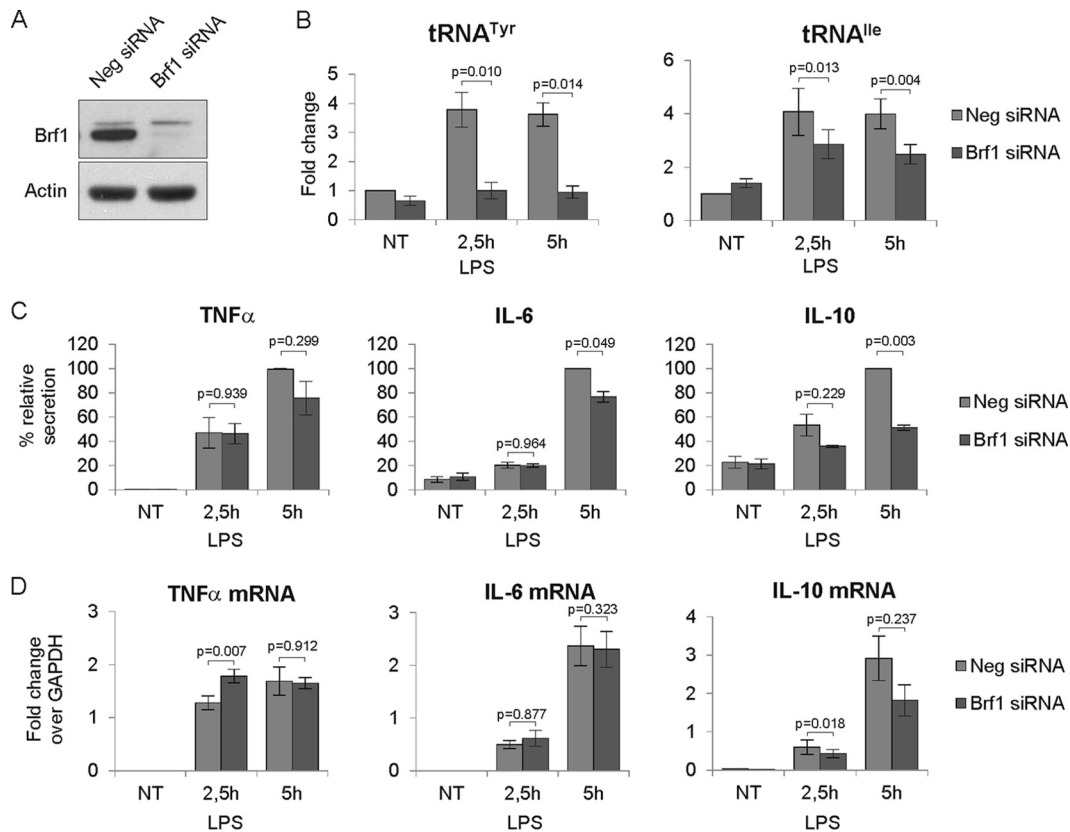 A
Neg siRNA
Brf1 siRNA
Brf1
Actin
B
tRNATyr
Fold change
5
4
3
2
1
0
p=0.010
p=0.014
NT
2,5h
5h
LPS
tRNAIle
6
4
2
0
p=0.013
p=0.004
NT
2,5h
5h
LPS
Neg siRNA
Brf1 siRNA
C
TNFα
% relative
secretion
120
100
80
60
40
20
0
p=0.939
p=0.299
NT
2,5h
5h
LPS
IL-6
120
100
80
60
40
20
0
p=0.964
p=0.049
NT
2,5h
5h
LPS
IL-10
120
100
80
60
40
20
0
p=0.229
p=0.003
NT
2,5h
5h
LPS
Neg siRNA
Brf1 siRNA
D
TNFα mRNA
Fold change
over GAPDH
3
2
1
0
p=0.007
p=0.912
NT
2,5h
5h
LPS
IL-6 mRNA
3
2
1
0
p=0.877
p=0.323
NT
2,5h
5h
LPS
IL-10 mRNA
4
3
2
1
0
p=0.018
p=0.237
NT
2,5h
5h
LPS
Neg siRNA
Brf1 siRNA